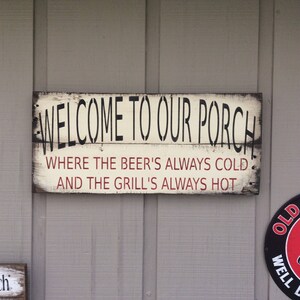 WELCOME TO OUR PORCH
WHERE THE BEER'S ALWAYS COLD
AND THE GRILL'S ALWAYS HOT
OLD
WELL